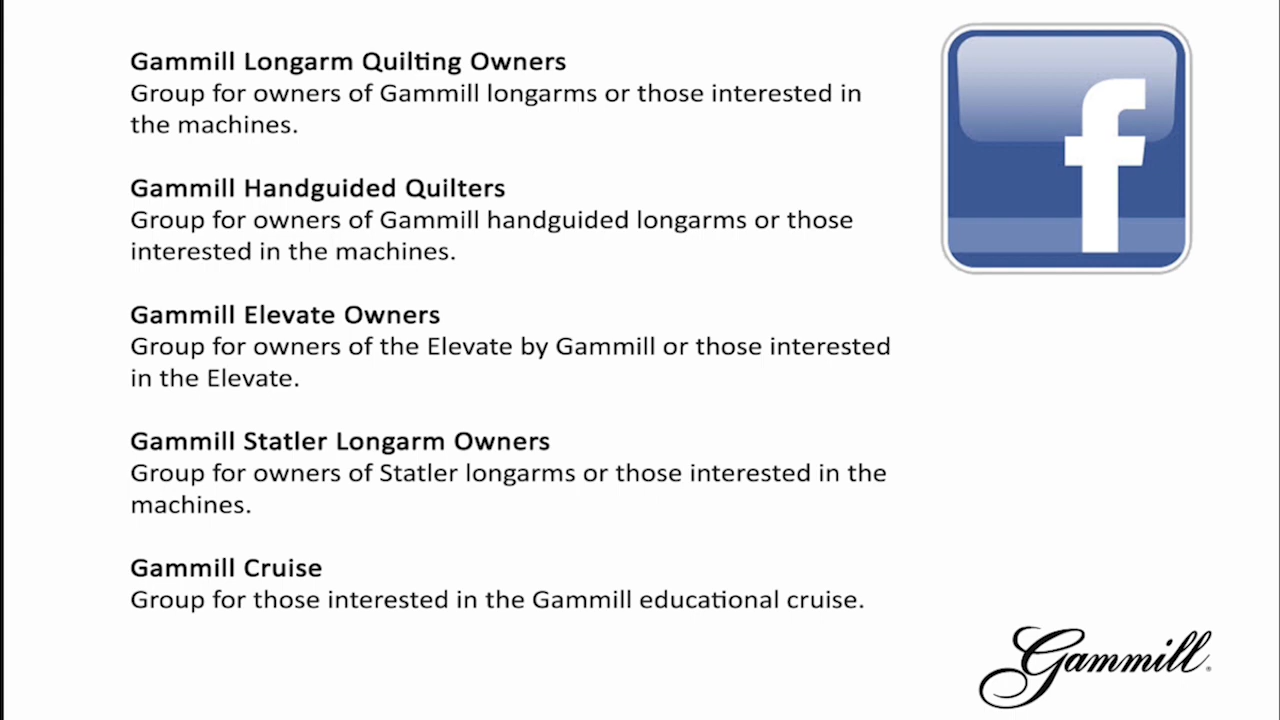 Gammill Longarm Quilting Owners
Group for owners of Gammill longarms or those interested in
the machines.
Gammill Handguided Quilters
Group for owners of Gammill handguided longarms or those
interested in the machines.
Gammill Elevate Owners
Group for owners of the Elevate by Gammill or those interested
in the Elevate.
Gammill Statler Longarm Owners
Group for owners of Statler longarms or those interested in the
machines.
Gammill Cruise
Group for those interested in the Gammill educational cruise.
f
Gammill®